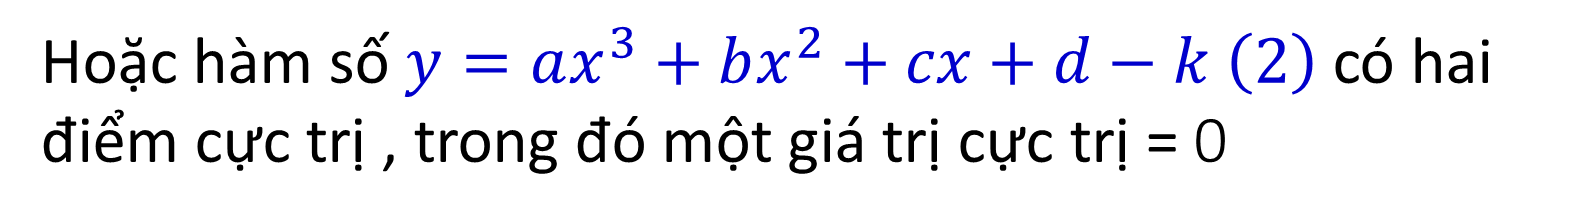 Hoặc hàm số y = ax³ + bx² + cx + d − k (2) có hai
điểm cực trị , trong đó một giá trị cực trị = 0